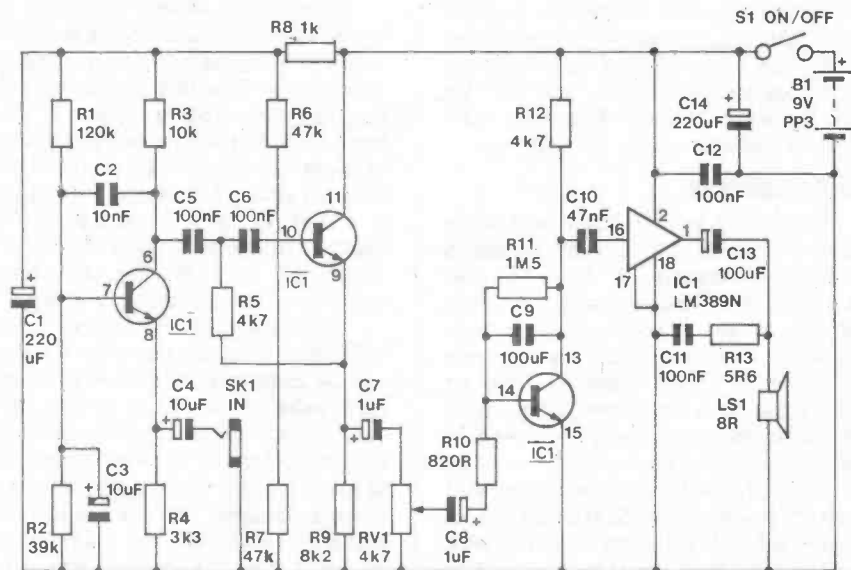 S1 ON/OFF
R8 1k
R1
120k
R3
10k
R6
47k
R12
4k7
C14
220uF
+
B1
9V
PP3
+
C2
10nF
C5
100nF
C6
100nF
11
10
9
IC1
C12
100nF
C10
47nF
16
2
1
18
17
C13
100uF
+
IC1
LM389N
R11
1M5
6
7
8
IC1
R5
4k7
C9
100uF
13
14
15
IC1
+
C1
220
uF
C11
100nF
R13
5R6
LS1
8R
C4
10uF
+
SK1
IN
C7
1uF
+
R10
820R
C3
10uF
+
R2
39k
R4
3k3
R7
47k
R9
8k2
RV1
4k7
C8
1uF
+